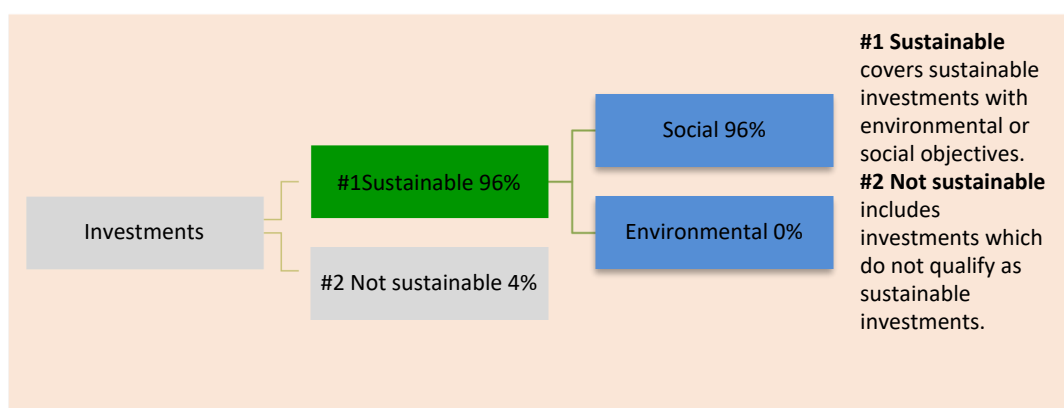 Investments
#1Sustainable 96%
#2 Not sustainable 4%
Social 96%
Environmental 0%
#1 Sustainable
covers sustainable
investments with
environmental or
social objectives.
#2 Not sustainable
includes
investments which
do not qualify as
sustainable
investments.